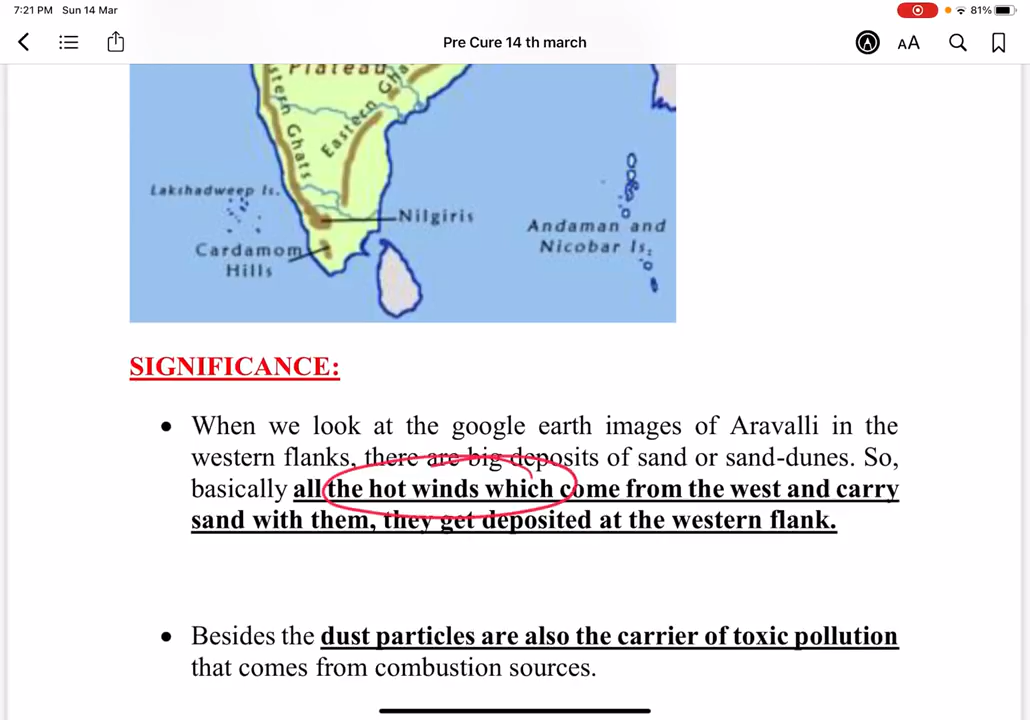 7:21 PM Sun 14 Mar
81%
Pre Cure 14 th march
AA
Plateau
stern Ghats
Eastern Gha
Lakshadweep Is.
Nilgiris
Cardamom
Hills
Andaman and
Nicobar Is.
SIGNIFICANCE:
• When we look at the google earth images of Aravalli in the
western flanks, there are big deposits of sand or sand-dunes. So,
basically all the hot winds which come from the west and carry
sand with them, they get deposited at the western flank.
• Besides the dust particles are also the carrier of toxic pollution
that comes from combustion sources.